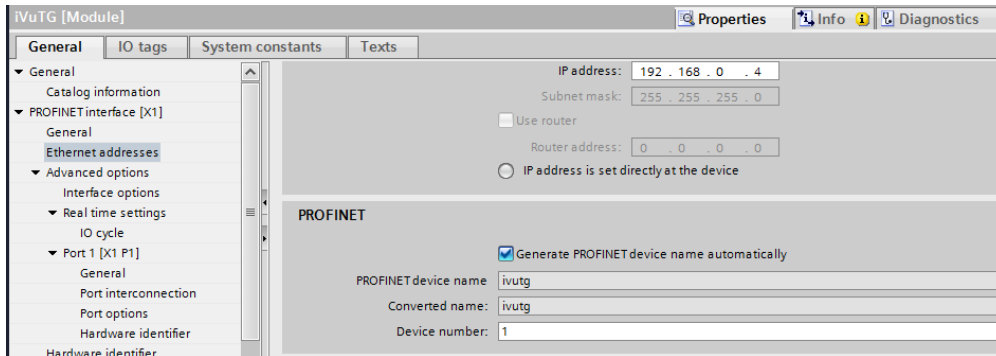 iVuTG [Module]
Properties
Info
Diagnostics
General
IO tags
System constants
Texts
General
Catalog information
PROFINET interface [X1]
General
Ethernet addresses
Advanced options
Interface options
Real time settings
IO cycle
Port 1 [X1 P1]
General
Port interconnection
Port options
Hardware identifier
Hardware identifier
IP address: 192 . 168 . 0 . 4
Subnet mask: 255 . 255 . 255 . 0
Use router
Router address: 0 . 0 . 0 . 0
IP address is set directly at the device
PROFINET
Generate PROFINET device name automatically
PROFINET device name ivutg
Converted name: ivutg
Device number: 1